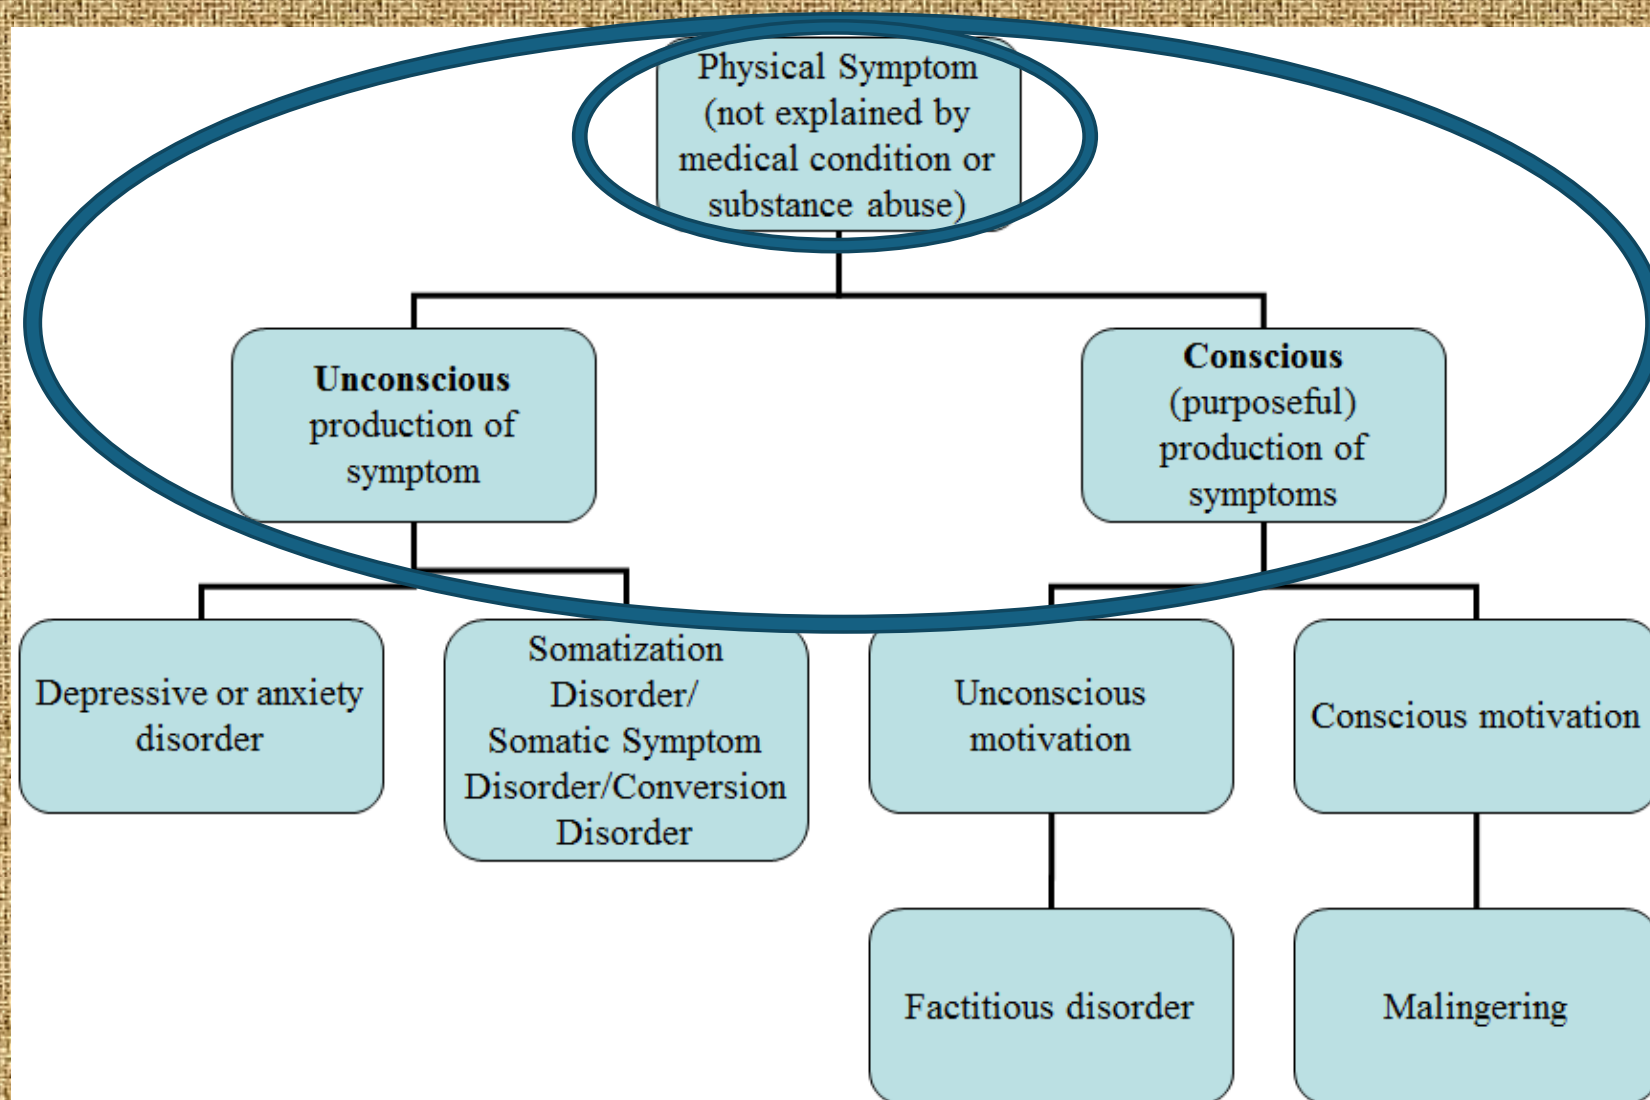 Physical Symptom
(not explained by
medical condition or
substance abuse)
Unconscious
production of
symptom
Conscious
(purposeful)
production of
symptoms
Depressive or anxiety
disorder
Somatization
Disorder/
Somatic Symptom
Disorder/Conversion
Disorder
Unconscious
motivation
Conscious motivation
Factitious disorder
Malingering